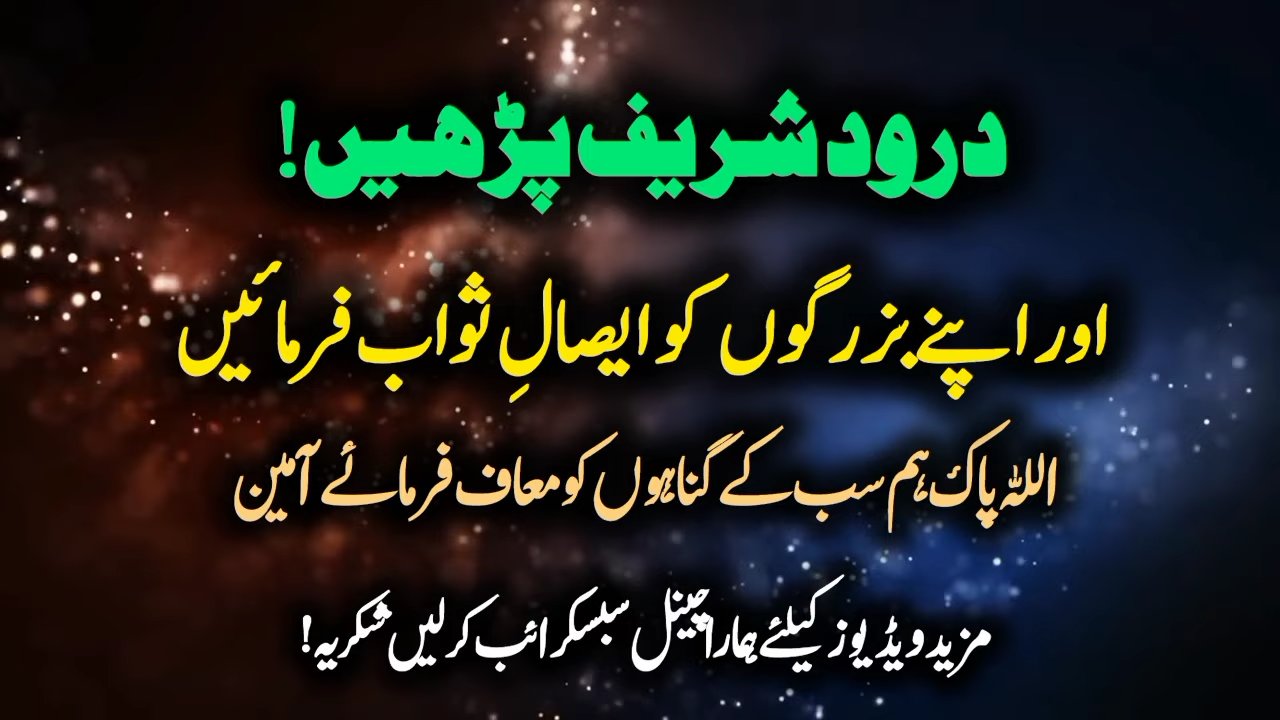 درود شریف پڑھیں!
اور اپنے بزرگوں کو ایصالِ ثواب فرمائیں
اللہ پاک ہم سب کے گناہوں کو معاف فرمائے آمین
مزید ویڈیوز کیلئے ہمارا چینل سبسکرائب کرلیں شکریہ!